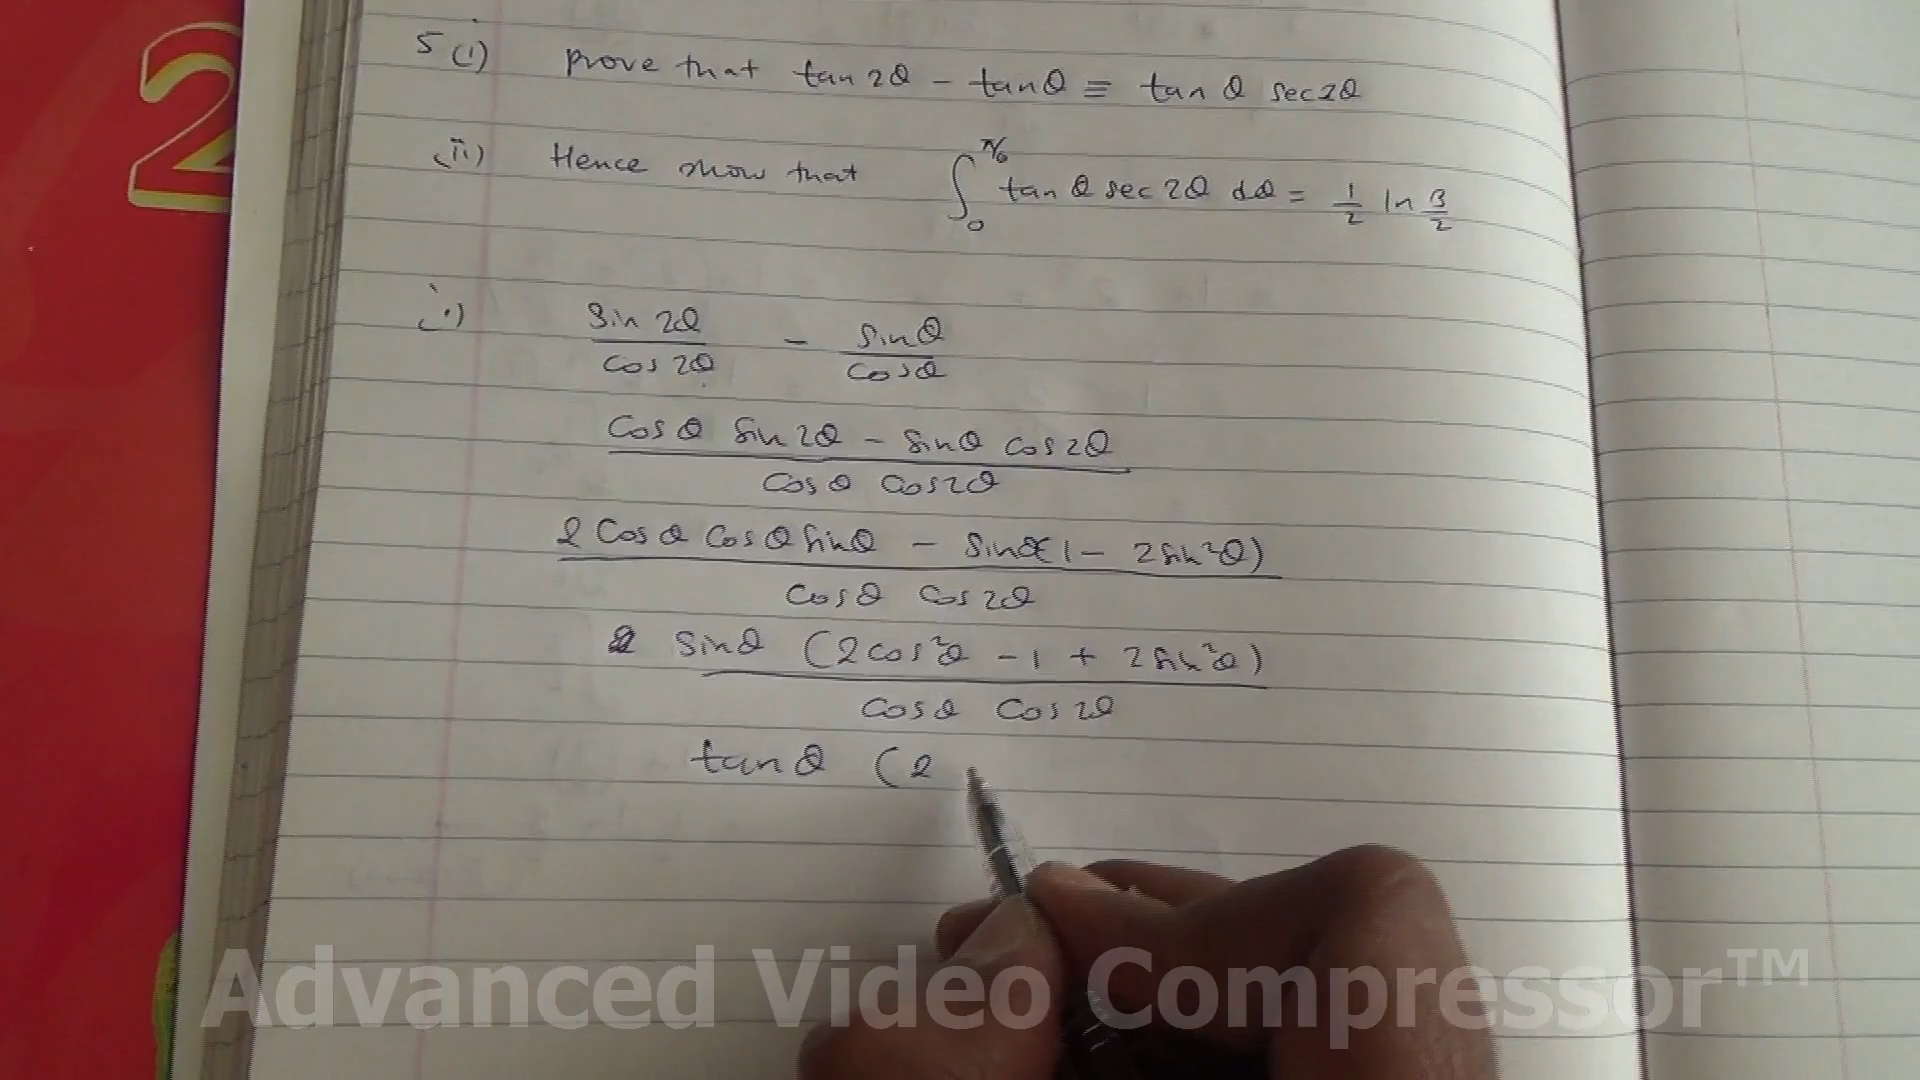 2
5 (i) Prove that tan 2θ - tanθ ≡ tan θ sec2θ
(ii) Hence show that ∫₀^(π/6) tan θ sec 2θ dθ = 1/2 ln 3/2
(i) sin 2θ / cos 2θ - sinθ / cosθ
cos θ sin 2θ - sinθ cos 2θ / cos θ cos2θ
2 cos θ cos θ sinθ - sinθ(1 - 2sin²θ) / cosθ cos 2θ
sinθ (2cos²θ - 1 + 2sin²θ) / cosθ cos 2θ
tanθ (2
Advanced Video Compressor™